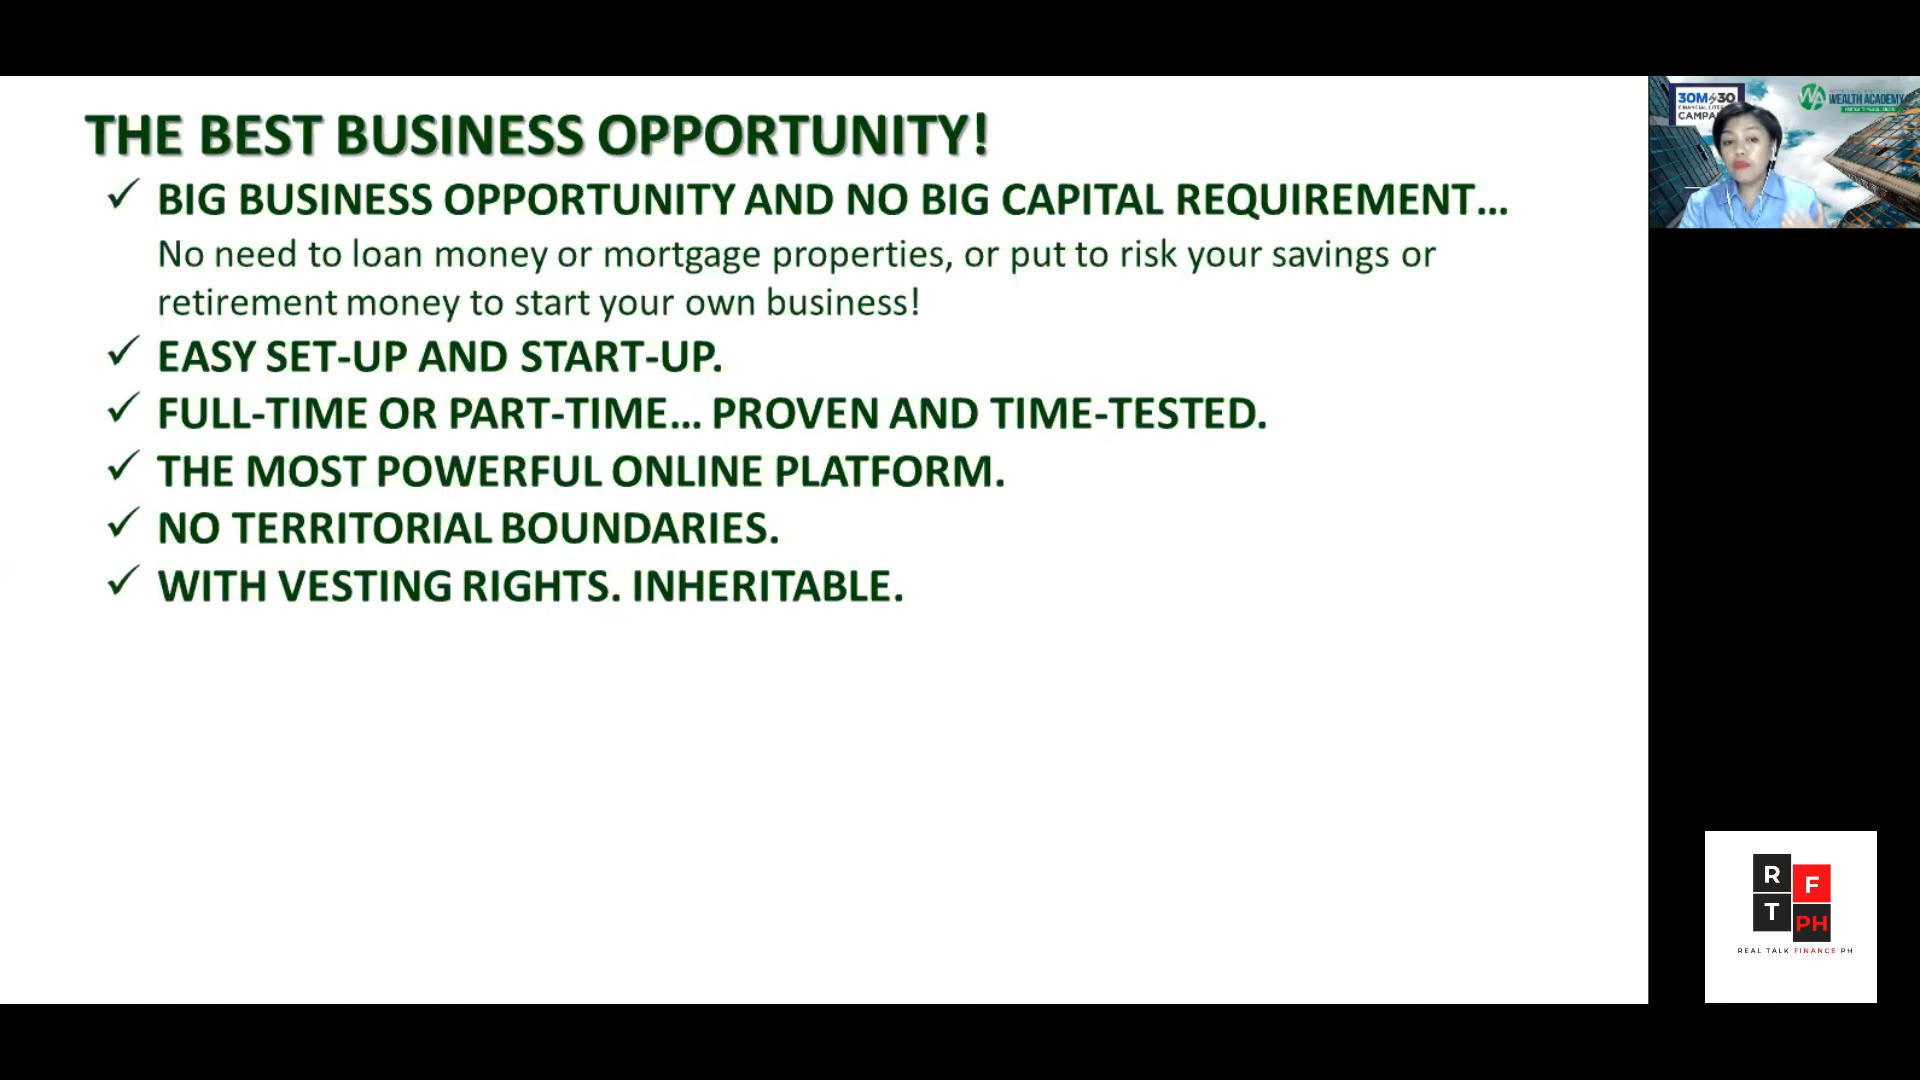 THE BEST BUSINESS OPPORTUNITY!
✓ BIG BUSINESS OPPORTUNITY AND NO BIG CAPITAL REQUIREMENT...
No need to loan money or mortgage properties, or put to risk your savings or
retirement money to start your own business!
✓ EASY SET-UP AND START-UP.
✓ FULL-TIME OR PART-TIME... PROVEN AND TIME-TESTED.
✓ THE MOST POWERFUL ONLINE PLATFORM.
✓ NO TERRITORIAL BOUNDARIES.
✓ WITH VESTING RIGHTS. INHERITABLE.
30M by 30
WA
WEALTH ACADEMY
R F
T PH
REAL TALK FINANCE PH